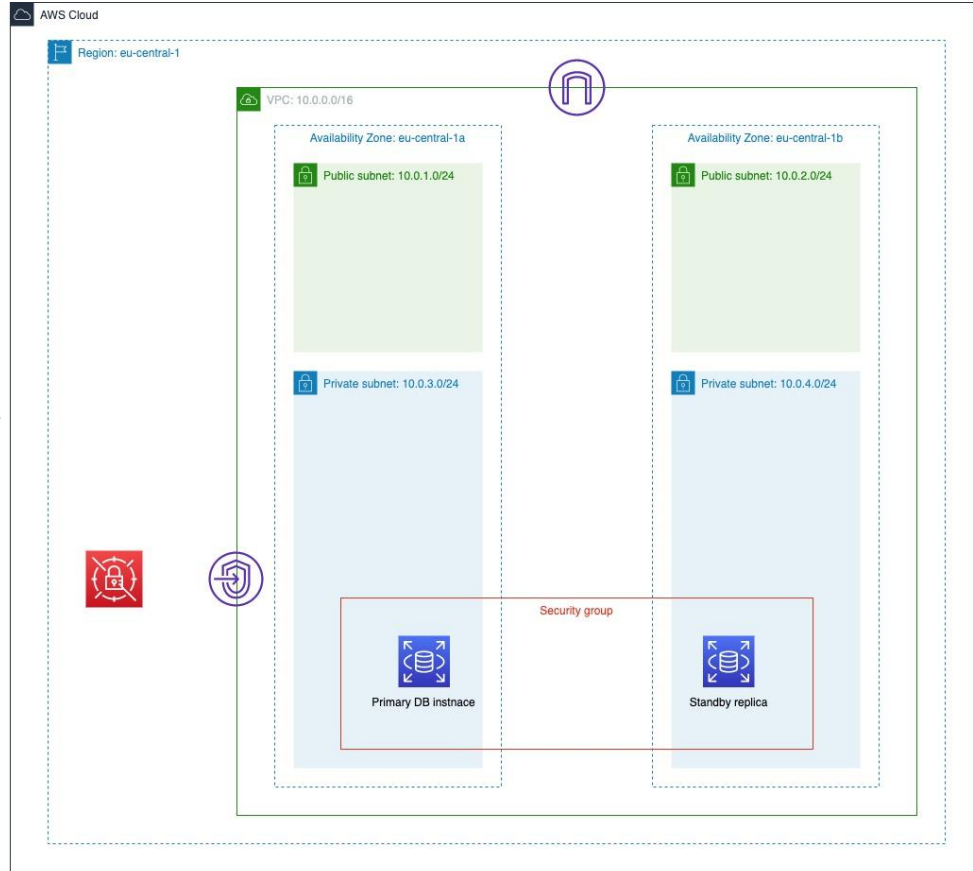 AWS Cloud
Region: eu-central-1
VPC: 10.0.0.0/16
Availability Zone: eu-central-1a
Availability Zone: eu-central-1b
Public subnet: 10.0.1.0/24
Public subnet: 10.0.2.0/24
Private subnet: 10.0.3.0/24
Private subnet: 10.0.4.0/24
Security group
Primary DB instnace
Standby replica